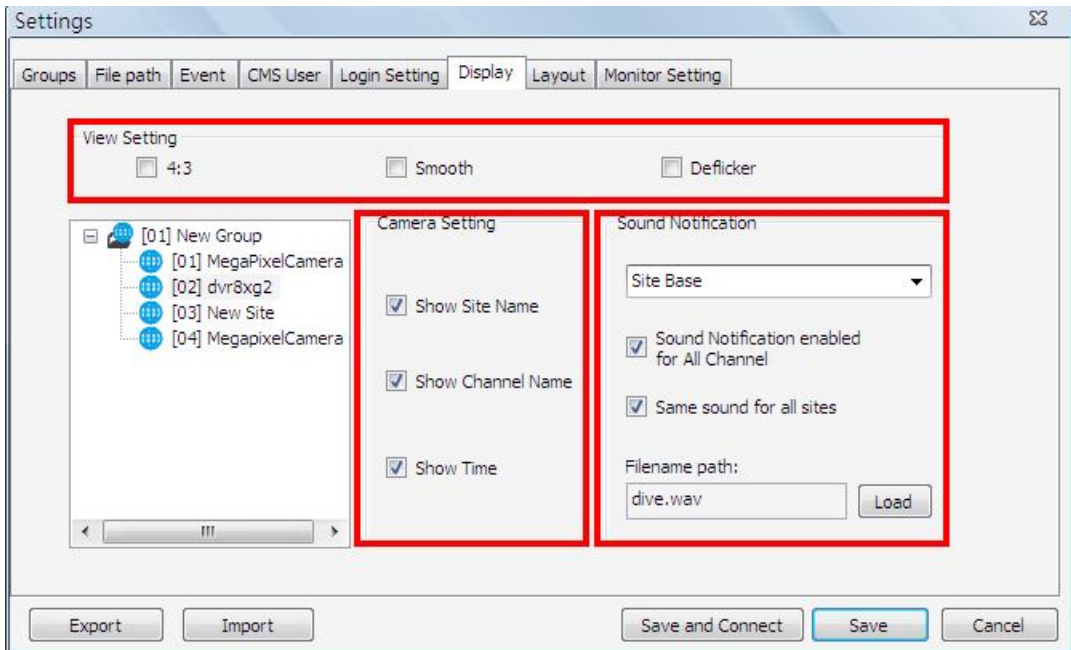 Settings
Groups File path Event CMS User Login Setting Display Layout Monitor Setting
View Setting
4:3 Smooth Deflicker
[01] New Group
[01] MegaPixelCamera
[02] dvr8xg2
[03] New Site
[04] MegapixelCamera
Camera Setting
Show Site Name
Show Channel Name
Show Time
Sound Notification
Site Base
Sound Notification enabled
for All Channel
Same sound for all sites
Filename path:
dive.wav Load
Export Import Save and Connect Save Cancel